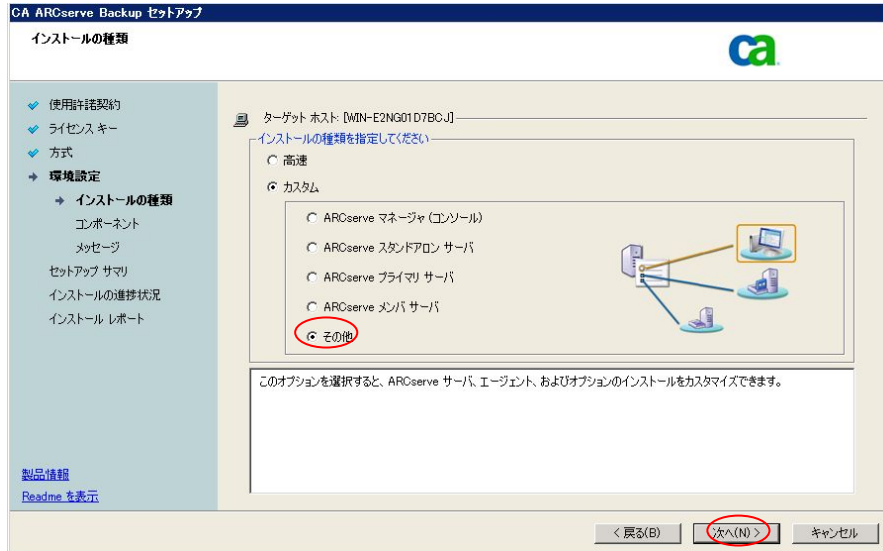 CA ARCserve Backup セットアップ
インストールの種類
ca
使用許諾契約
ライセンス キー
方式
環境設定
インストールの種類
コンポーネント
メッセージ
セットアップ サマリ
インストールの進捗状況
インストール レポート
製品情報
Readme を表示
ターゲット ホスト: [WIN-E2NG01D7BCJ]
インストールの種類を指定してください
高速
カスタム
ARCserve マネージャ (コンソール)
ARCserve スタンドアロン サーバ
ARCserve プライマリ サーバ
ARCserve メンバ サーバ
その他
このオプションを選択すると、ARCserve サーバ、エージェント、およびオプションのインストールをカスタマイズできます。
< 戻る(B)
次へ(N) >
キャンセル